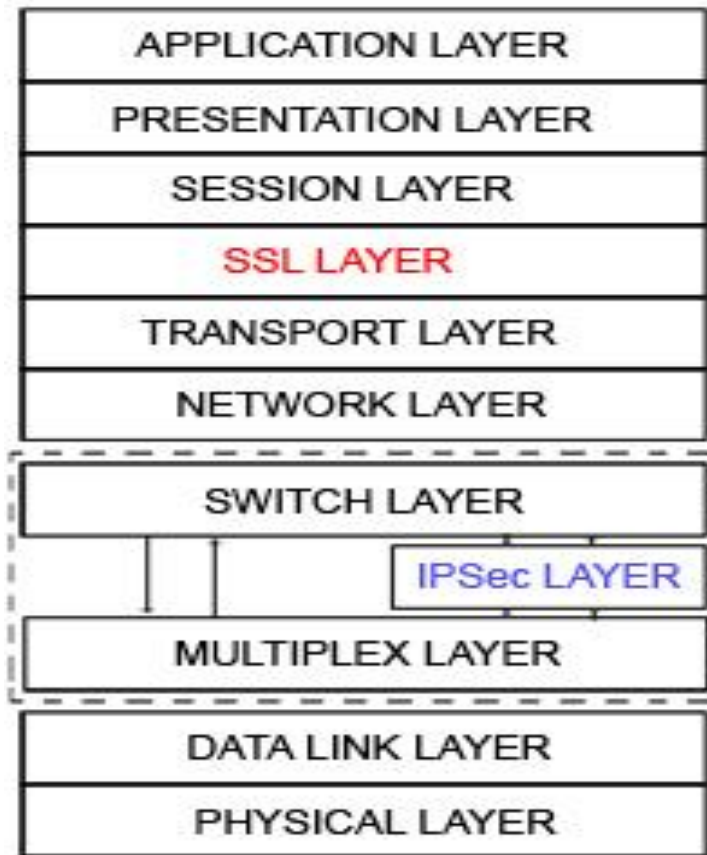 APPLICATION LAYER
PRESENTATION LAYER
SESSION LAYER
SSL LAYER
TRANSPORT LAYER
NETWORK LAYER
SWITCH LAYER
IPSec LAYER
MULTIPLEX LAYER
DATA LINK LAYER
PHYSICAL LAYER